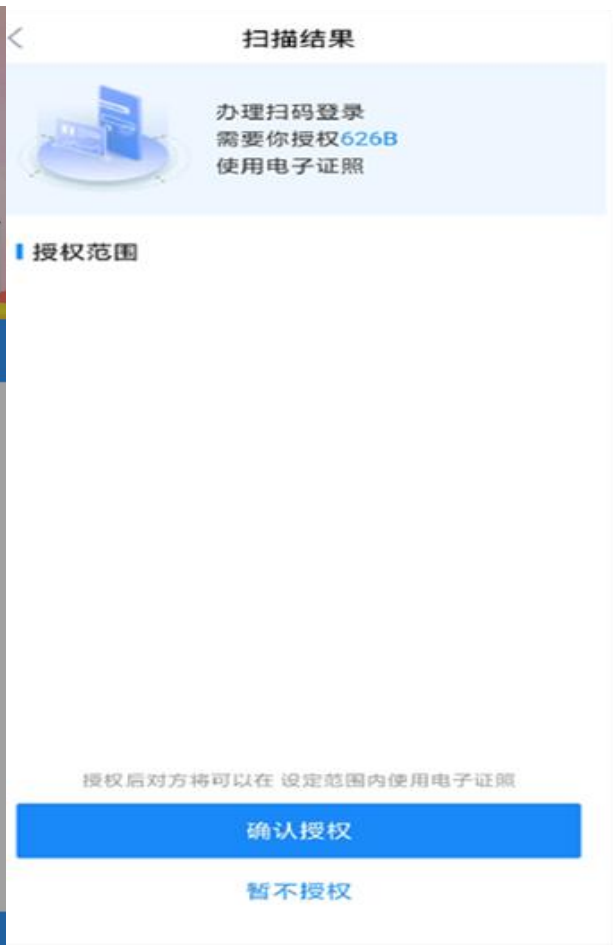 扫描结果
办理扫码登录
需要你授权626B
使用电子证照
授权范围
授权后对方将可以在 设定范围内使用电子证照
确认授权
暂不授权